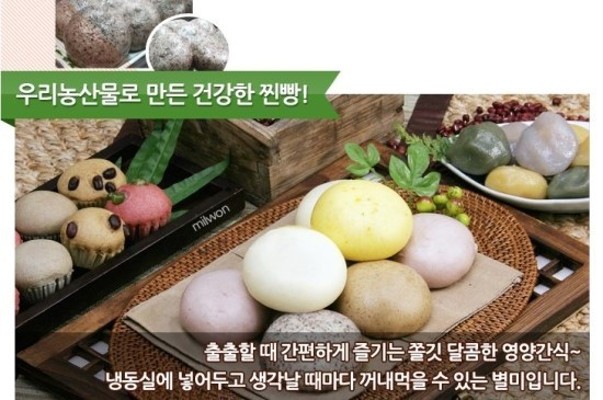 우리농산물로 만든 건강한 찐빵!
milwon
출출할 때 간편하게 즐기는 쫄깃 달콤한 영양간식~
냉동실에 넣어두고 생각날 때마다 꺼내먹을 수 있는 별미입니다.